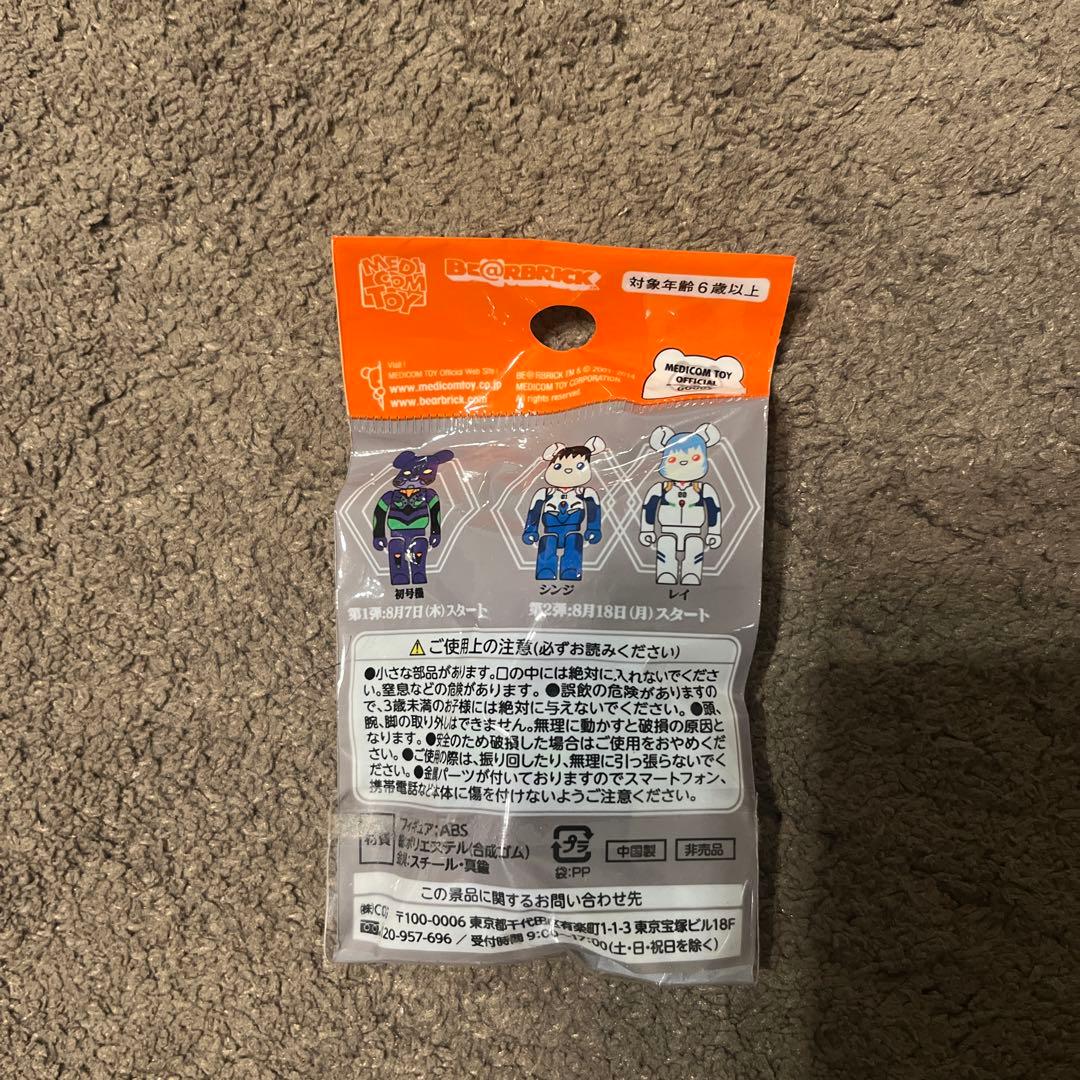 MEDI
COM
TOY
BE@RBRICK
対象年齢6歳以上
Visit !
MEDICOM TOY Official Web Site !
www.medicomtoy.co.jp
www.bearbrick.com
BE@RBRICK TM & © 2001-2014
MEDICOM TOY CORPORATION.
All rights reserved.
MEDICOM TOY
OFFICIAL
GOODS
01
00
初号機
シンジ
レイ
第1弾:8月7日(木)スタート
第2弾:8月18日(月)スタート
ご使用上の注意(必ずお読みください)
●小さな部品があります。口の中には絶対に入れないでくださ
い。窒息などの危険があります。●誤飲の危険がありますの
で、3歳未満のお子様には絶対に与えないでください。●頭、
腕、脚の取り外しはできません。無理に動かすと破損の原因と
なります。●安全のため破損した場合はご使用をおやめくだ
さい。●ご使用の際は、振り回したり、無理に引っ張らないでく
ださい。●金属パーツが付いておりますのでスマートフォン、
携帯電話など本体に傷を付けないようご注意ください。
材質
フィギュア:ABS
ポリエステル(合成ゴム)
金具:スチール・真鍮
プラ
袋:PP
中国製
非売品
この景品に関するお問い合わせ先
(株)
〒100-0006 東京都千代田区有楽町1-1-3 東京宝塚ビル18F
20-957-696 / 受付時間 9:00~17:00(土・日・祝日を除く)